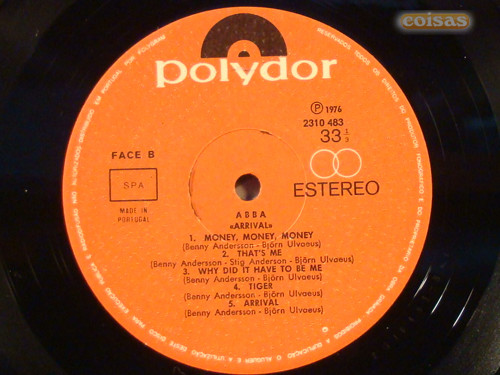 coisas
polydor
Ⓟ 1976
2310 483
33 1/3
FACE B
SPA
ESTEREO
MADE IN
PORTUGAL
ABBA
«ARRIVAL»
1. MONEY, MONEY, MONEY
(Benny Andersson - Björn Ulvaeus)
2. THAT'S ME
(Benny Andersson - Stig Anderson - Björn Ulvaeus)
3. WHY DID IT HAVE TO BE ME
(Benny Andersson - Björn Ulvaeus)
4. TIGER
(Benny Andersson - Björn Ulvaeus)
5. ARRIVAL
(Benny Andersson - Björn Ulvaeus)